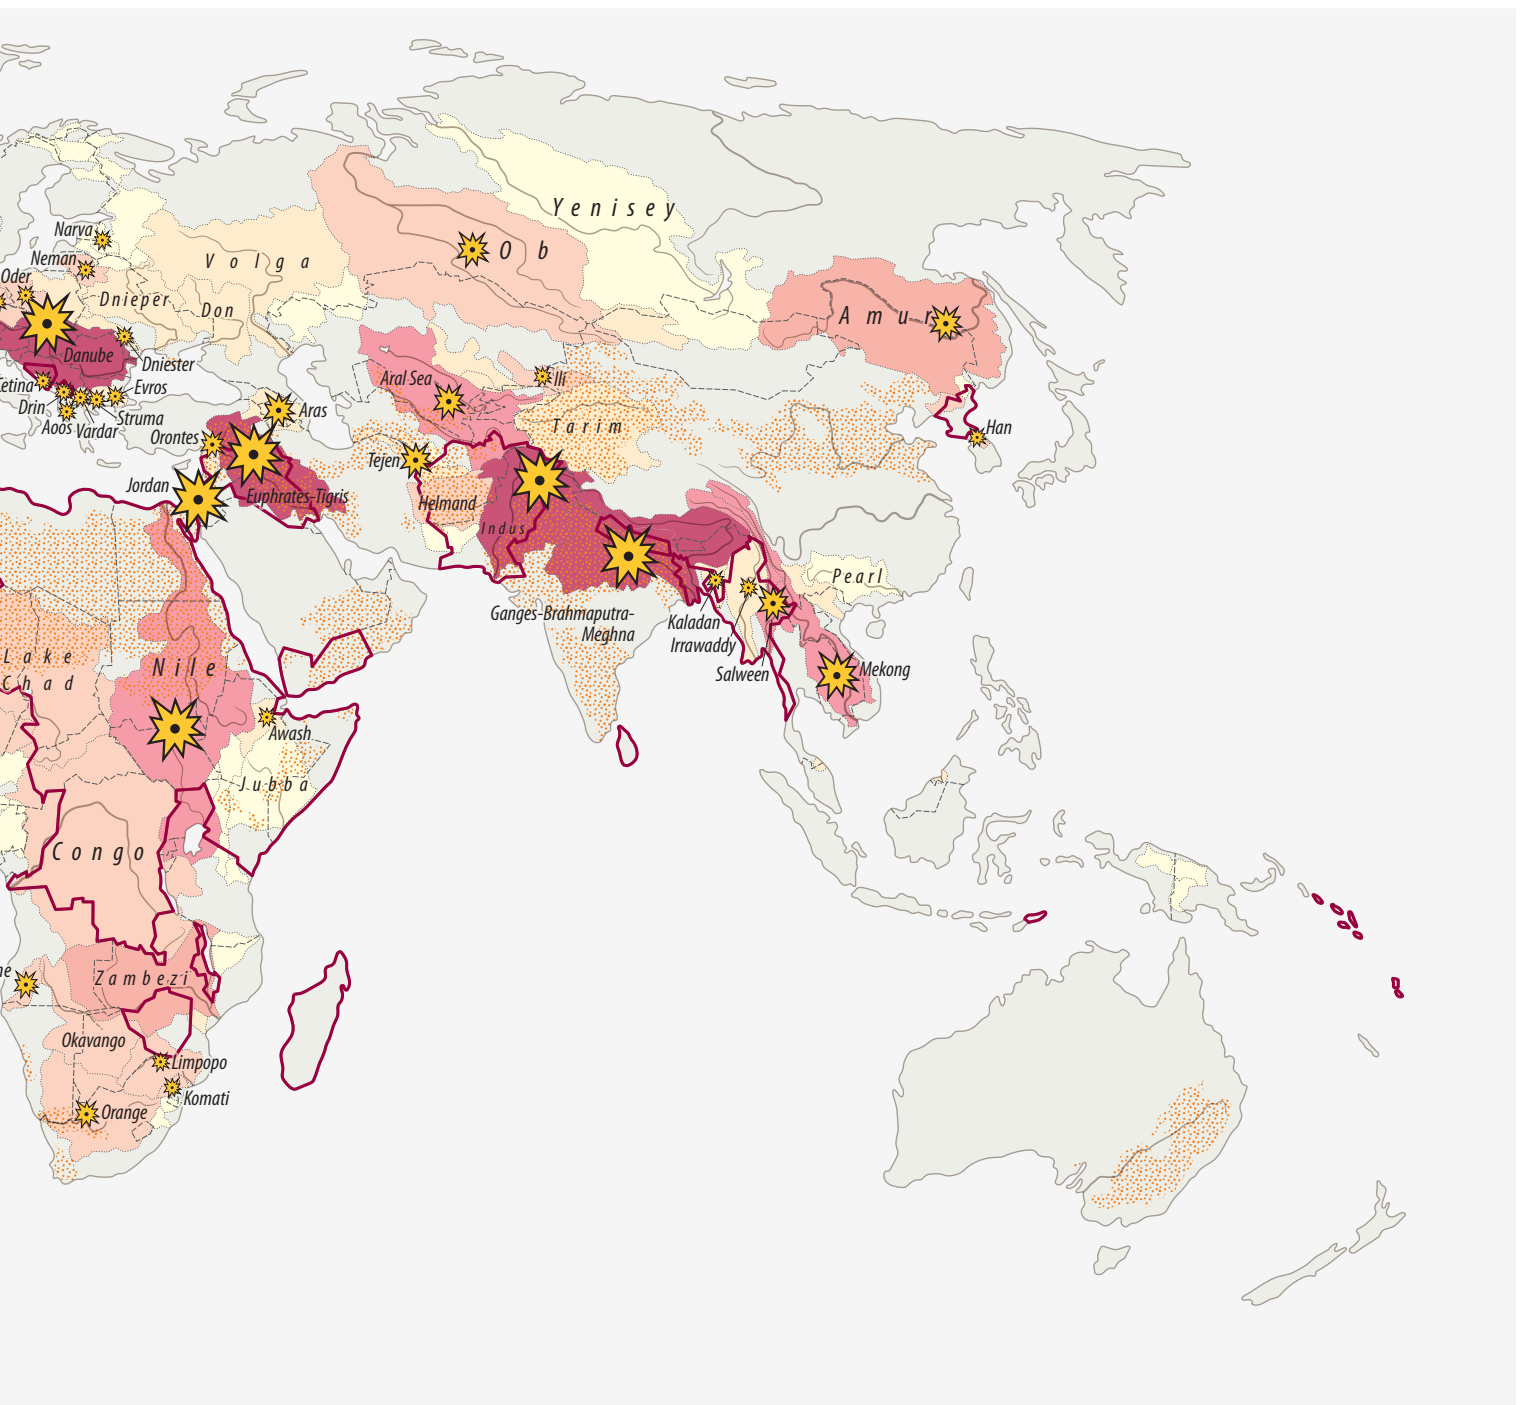 Yenisey
Narva
Ob
Volga
Neman
Oder
Dnieper
Don
Amur
Danube
Dniester
Aral Sea
Ili
Cetina
Evros
Drin
Aras
Struma
Aoos
Vardar
Tarim
Han
Orontes
Tejen
Jordan
Euphrates-Tigris
Helmand
Indus
Pearl
Ganges-Brahmaputra-
Meghna
Kaladan
Irrawaddy
Lake
Chad
Nile
Salween
Mekong
Awash
Jubba
Congo
ne
Zambezi
Okavango
Limpopo
Komati
Orange